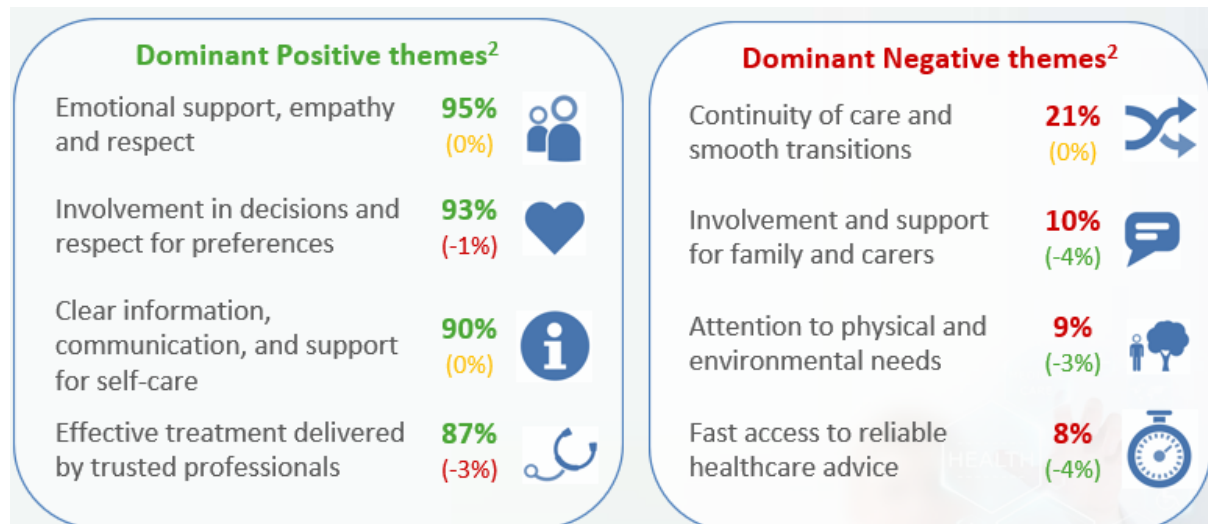 Dominant Positive themes²
Emotional support, empathy
and respect
95%
(0%)
Involvement in decisions and
respect for preferences
93%
(-1%)
Clear information,
communication, and support
for self-care
90%
(0%)
Effective treatment delivered
by trusted professionals
87%
(-3%)
Dominant Negative themes²
Continuity of care and
smooth transitions
21%
(0%)
Involvement and support
for family and carers
10%
(-4%)
Attention to physical and
environmental needs
9%
(-3%)
Fast access to reliable
healthcare advice
8%
(-4%)
HEALTH